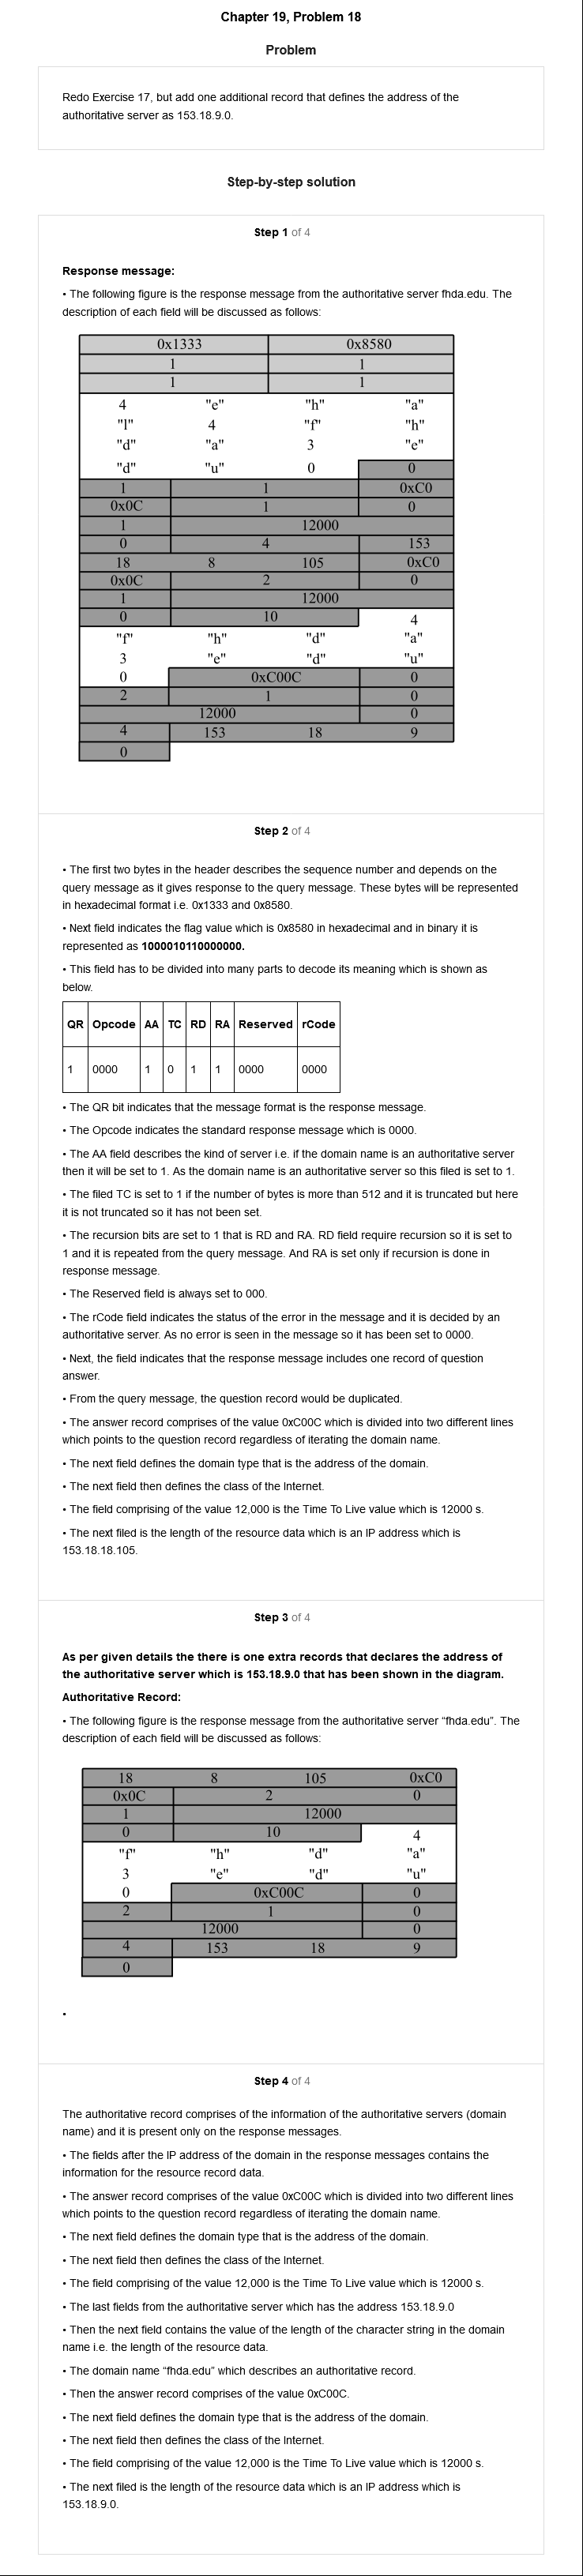 Chapter 19, Problem 18
Problem
Redo Exercise 17, but add one additional record that defines the address of the
authoritative server as 153.18.9.0.
Step-by-step solution
Step 1 of 4
Response message:
• The following figure is the response message from the authoritative server fhda.edu. The
description of each field will be discussed as follows:
0x1333 0x8580
1 1
1 1
4 "e" "h" "a"
"l" 4 "f" "h"
"d" "a" 3 "e"
"d" "u" 0 0
1 1 0xC0
0x0C 1 0
1 12000
0 4 153
18 8 105 0xC0
0x0C 2 0
1 12000
0 10 4
"f" "h" "d" "a"
3 "e" "d" "u"
0 0xC00C 0
2 1 0
12000 0
4 153 18 9
0
Step 2 of 4
• The first two bytes in the header describes the sequence number and depends on the
query message as it gives response to the query message. These bytes will be represented
in hexadecimal format i.e. 0x1333 and 0x8580.
• Next field indicates the flag value which is 0x8580 in hexadecimal and in binary it is
represented as 1000010110000000.
• This field has to be divided into many parts to decode its meaning which is shown as
below.
QR Opcode AA TC RD RA Reserved rCode
1 0000 1 0 1 1 0000 0000
• The QR bit indicates that the message format is the response message.
• The Opcode indicates the standard response message which is 0000.
• The AA field describes the kind of server i.e. if the domain name is an authoritative server
then it will be set to 1. As the domain name is an authoritative server so this filed is set to 1.
• The filed TC is set to 1 if the number of bytes is more than 512 and it is truncated but here
it is not truncated so it has not been set.
• The recursion bits are set to 1 that is RD and RA. RD field require recursion so it is set to
1 and it is repeated from the query message. And RA is set only if recursion is done in
response message.
• The Reserved field is always set to 000.
• The rCode field indicates the status of the error in the message and it is decided by an
authoritative server. As no error is seen in the message so it has been set to 0000.
• Next, the field indicates that the response message includes one record of question
answer.
• From the query message, the question record would be duplicated.
• The answer record comprises of the value 0xC00C which is divided into two different lines
which points to the question record regardless of iterating the domain name.
• The next field defines the domain type that is the address of the domain.
• The next field then defines the class of the Internet.
• The field comprising of the value 12,000 is the Time To Live value which is 12000 s.
• The next filed is the length of the resource data which is an IP address which is
153.18.18.105.
Step 3 of 4
As per given details the there is one extra records that declares the address of
the authoritative server which is 153.18.9.0 that has been shown in the diagram.
Authoritative Record:
• The following figure is the response message from the authoritative server “fhda.edu”. The
description of each field will be discussed as follows:
18 8 105 0xC0
0x0C 2 0
1 12000
0 10 4
"f" "h" "d" "a"
3 "e" "d" "u"
0 0xC00C 0
2 1 0
12000 0
4 153 18 9
0
•
Step 4 of 4
The authoritative record comprises of the information of the authoritative servers (domain
name) and it is present only on the response messages.
• The fields after the IP address of the domain in the response messages contains the
information for the resource record data.
• The answer record comprises of the value 0xC00C which is divided into two different lines
which points to the question record regardless of iterating the domain name.
• The next field defines the domain type that is the address of the domain.
• The next field then defines the class of the Internet.
• The field comprising of the value 12,000 is the Time To Live value which is 12000 s.
• The last fields from the authoritative server which has the address 153.18.9.0
• Then the next field contains the value of the length of the character string in the domain
name i.e. the length of the resource data.
• The domain name “fhda.edu” which describes an authoritative record.
• Then the answer record comprises of the value 0xC00C.
• The next field defines the domain type that is the address of the domain.
• The next field then defines the class of the Internet.
• The field comprising of the value 12,000 is the Time To Live value which is 12000 s.
• The next filed is the length of the resource data which is an IP address which is
153.18.9.0.